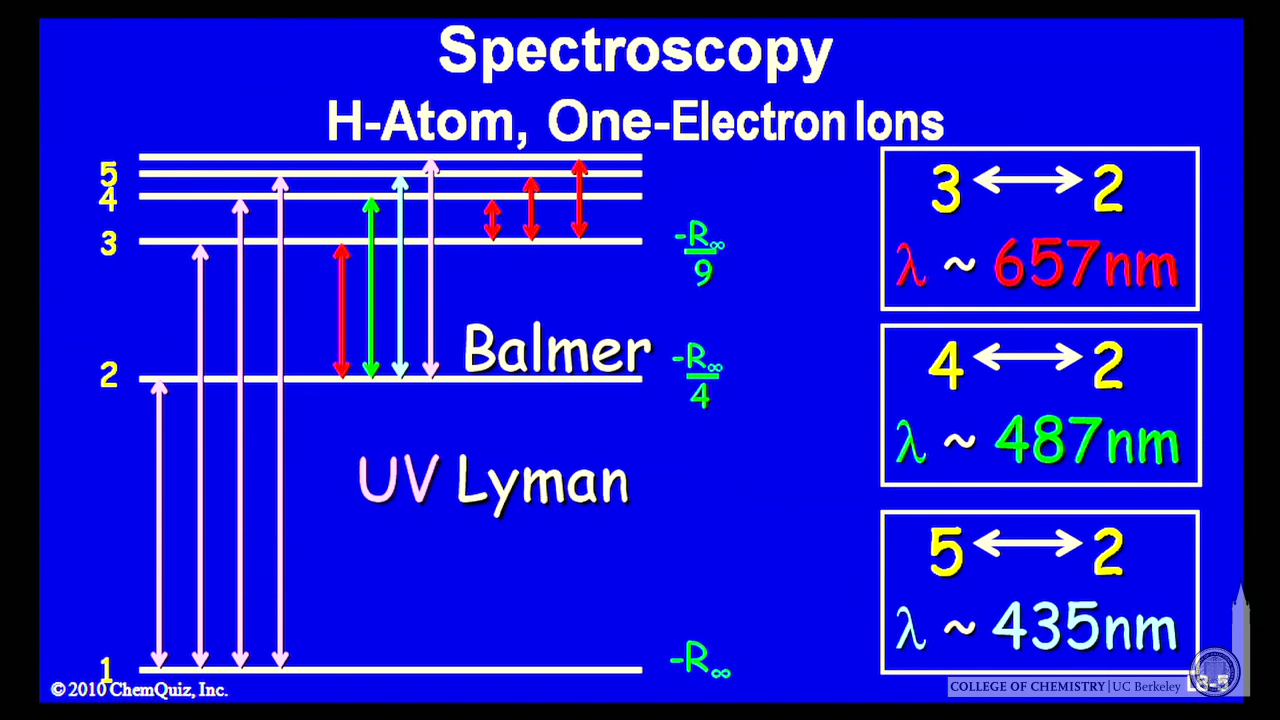 Spectroscopy
H-Atom, One-Electron Ions
5
4
3
2
1
-R∞
9
-R∞
4
-R∞
Balmer
UV Lyman
3 ⟷ 2
λ ~ 657nm
4 ⟷ 2
λ ~ 487nm
5 ⟷ 2
λ ~ 435nm
© 2010 ChemQuiz, Inc.
COLLEGE OF CHEMISTRY | UC Berkeley